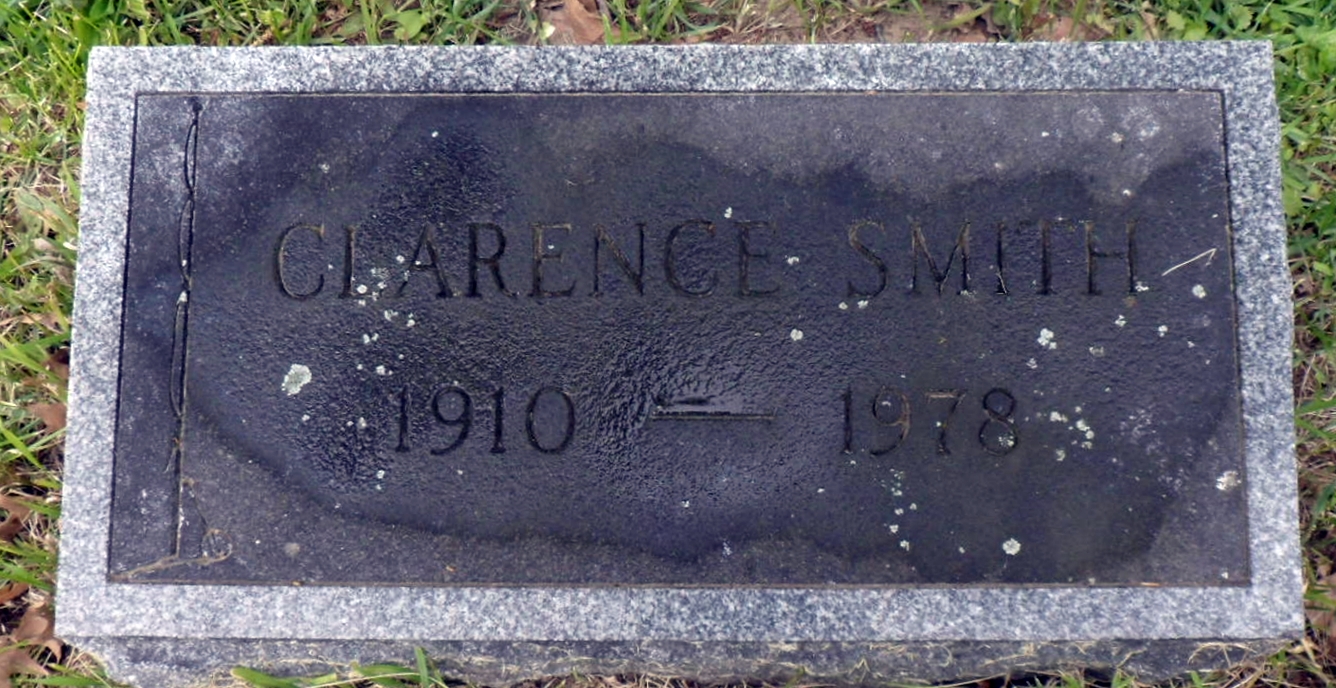 CLARENCE SMITH
1910 — 1978